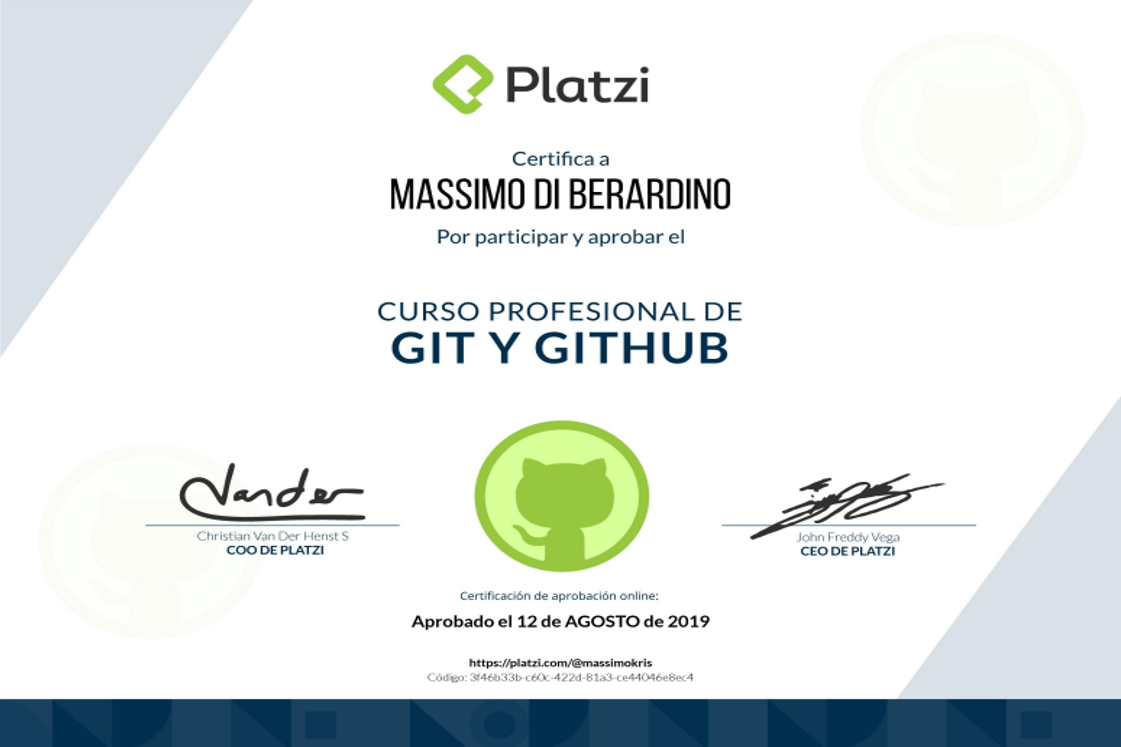 Platzi
Certifica a
MASSIMO DI BERARDINO
Por participar y aprobar el
CURSO PROFESIONAL DE
GIT Y GITHUB
Vander
Christian Van Der Henst S
COO DE PLATZI
John Freddy Vega
CEO DE PLATZI
Certificación de aprobación online:
Aprobado el 12 de AGOSTO de 2019
https://platzi.com/@massimokris
Código: 3f46b33b-c60c-422d-81a3-ce44046e8ec4